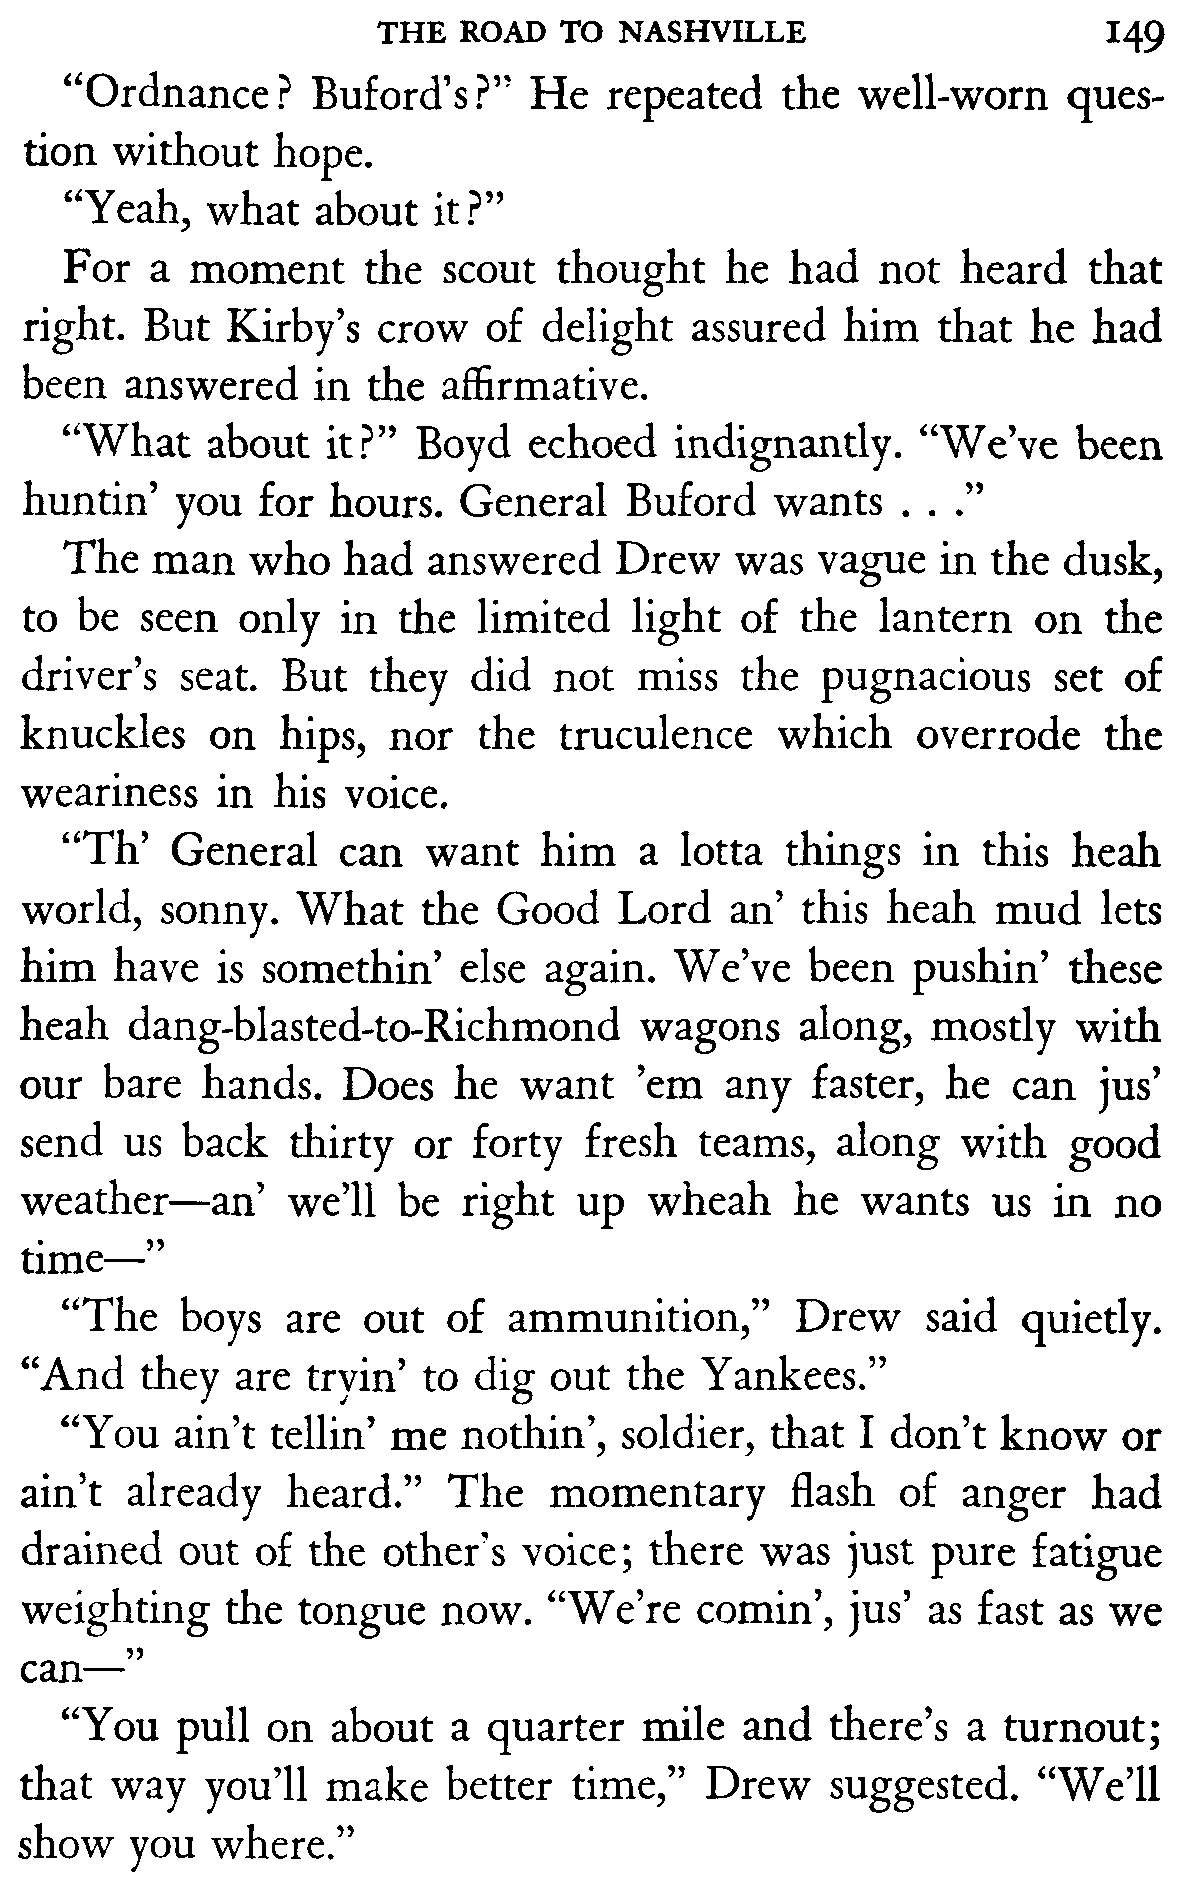 THE ROAD TO NASHVILLE 149
“Ordnance? Buford's?” He repeated the well-worn ques-
tion without hope.
“Yeah, what about it?”
For a moment the scout thought he had not heard that
right. But Kirby’s crow of delight assured him that he had
been answered in the affirmative.
“What about it?” Boyd echoed indignantly. “We’ve been
huntin’ you for hours. General Buford wants . . .”
The man who had answered Drew was vague in the dusk,
to be seen only in the limited light of the lantern on the
driver’s seat. But they did not miss the pugnacious set of
knuckles on hips, nor the truculence which overrode the
weariness in his voice.
“Th’ General can want him a lotta things in this heah
world, sonny. What the Good Lord an’ this heah mud lets
him have is somethin’ else again. We’ve been pushin’ these
heah dang-blasted-to-Richmond wagons along, mostly with
our bare hands. Does he want ’em any faster, he can jus’
send us back thirty or forty fresh teams, along with good
weather—an’ we’ll be right up wheah he wants us in no
time—”
“The boys are out of ammunition,” Drew said quietly.
“And they are tryin’ to dig out the Yankees.”
“You ain’t tellin’ me nothin’, soldier, that I don’t know or
ain’t already heard.” The momentary flash of anger had
drained out of the other’s voice; there was just pure fatigue
weighting the tongue now. “We’re comin’, jus’ as fast as we
can—”
“You pull on about a quarter mile and there’s a turnout;
that way you’ll make better time,” Drew suggested. “We’ll
show you where.”